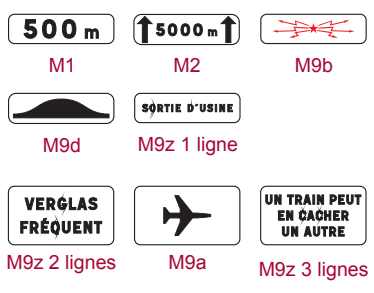 500 m
5000 m
M1
M2
M9b
SORTIE D'USINE
M9d
M9z 1 ligne
VERGLAS
FRÉQUENT
UN TRAIN PEUT
EN CACHER
UN AUTRE
M9z 2 lignes
M9a
M9z 3 lignes